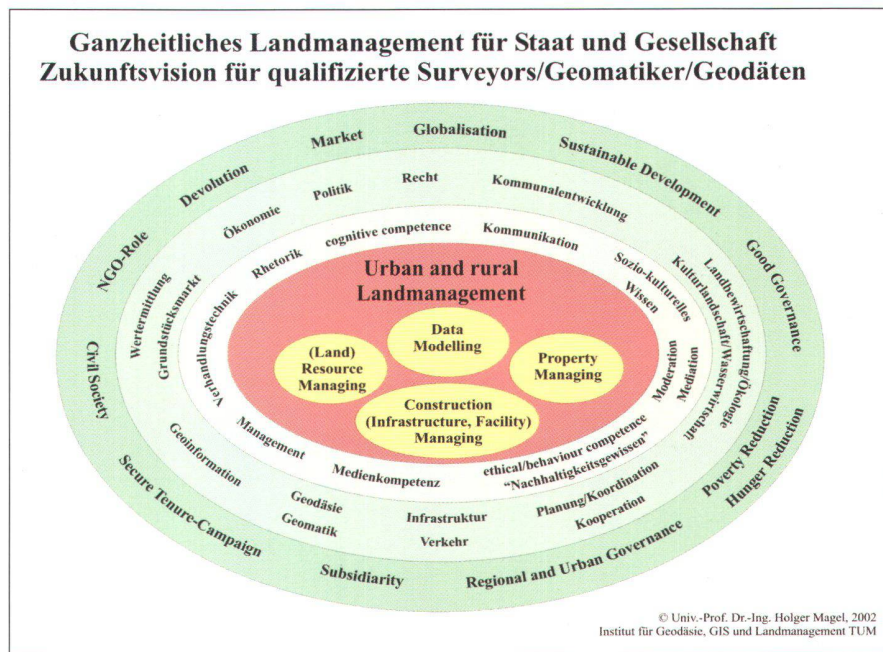 Ganzheitliches Landmanagement für Staat und Gesellschaft
Zukunftsvision für qualifizierte Surveyors/Geomatiker/Geodäten
NGO-Role
Devolution
Market
Globalisation
Sustainable Development
Good Governance
Poverty Reduction
Hunger Reduction
Regional and Urban Governance
Subsidiarity
Secure Tenure-Campaign
Civil Society
Wertermittlung
Grundstücksmarkt
Ökonomie
Politik
Recht
Kommunalentwicklung
Landbewirtschaftung/Ökologie
Kulturlandschaft/Wasserwirtschaft
Planung/Koordination
Kooperation
Infrastruktur
Verkehr
Geodäsie
Geomatik
Geoinformation
Verhandlungstechnik
Rhetorik
cognitive competence
Kommunikation
Sozio-kulturelles
Wissen
Moderation
Mediation
ethical/behaviour competence
“Nachhaltigkeitsgewissen”
Medienkompetenz
Management
Urban and rural
Landmanagement
Data
Modelling
(Land)
Resource
Managing
Property
Managing
Construction
(Infrastructure, Facility)
Managing
© Univ.-Prof. Dr.-Ing. Holger Magel, 2002
Institut für Geodäsie, GIS und Landmanagement TUM